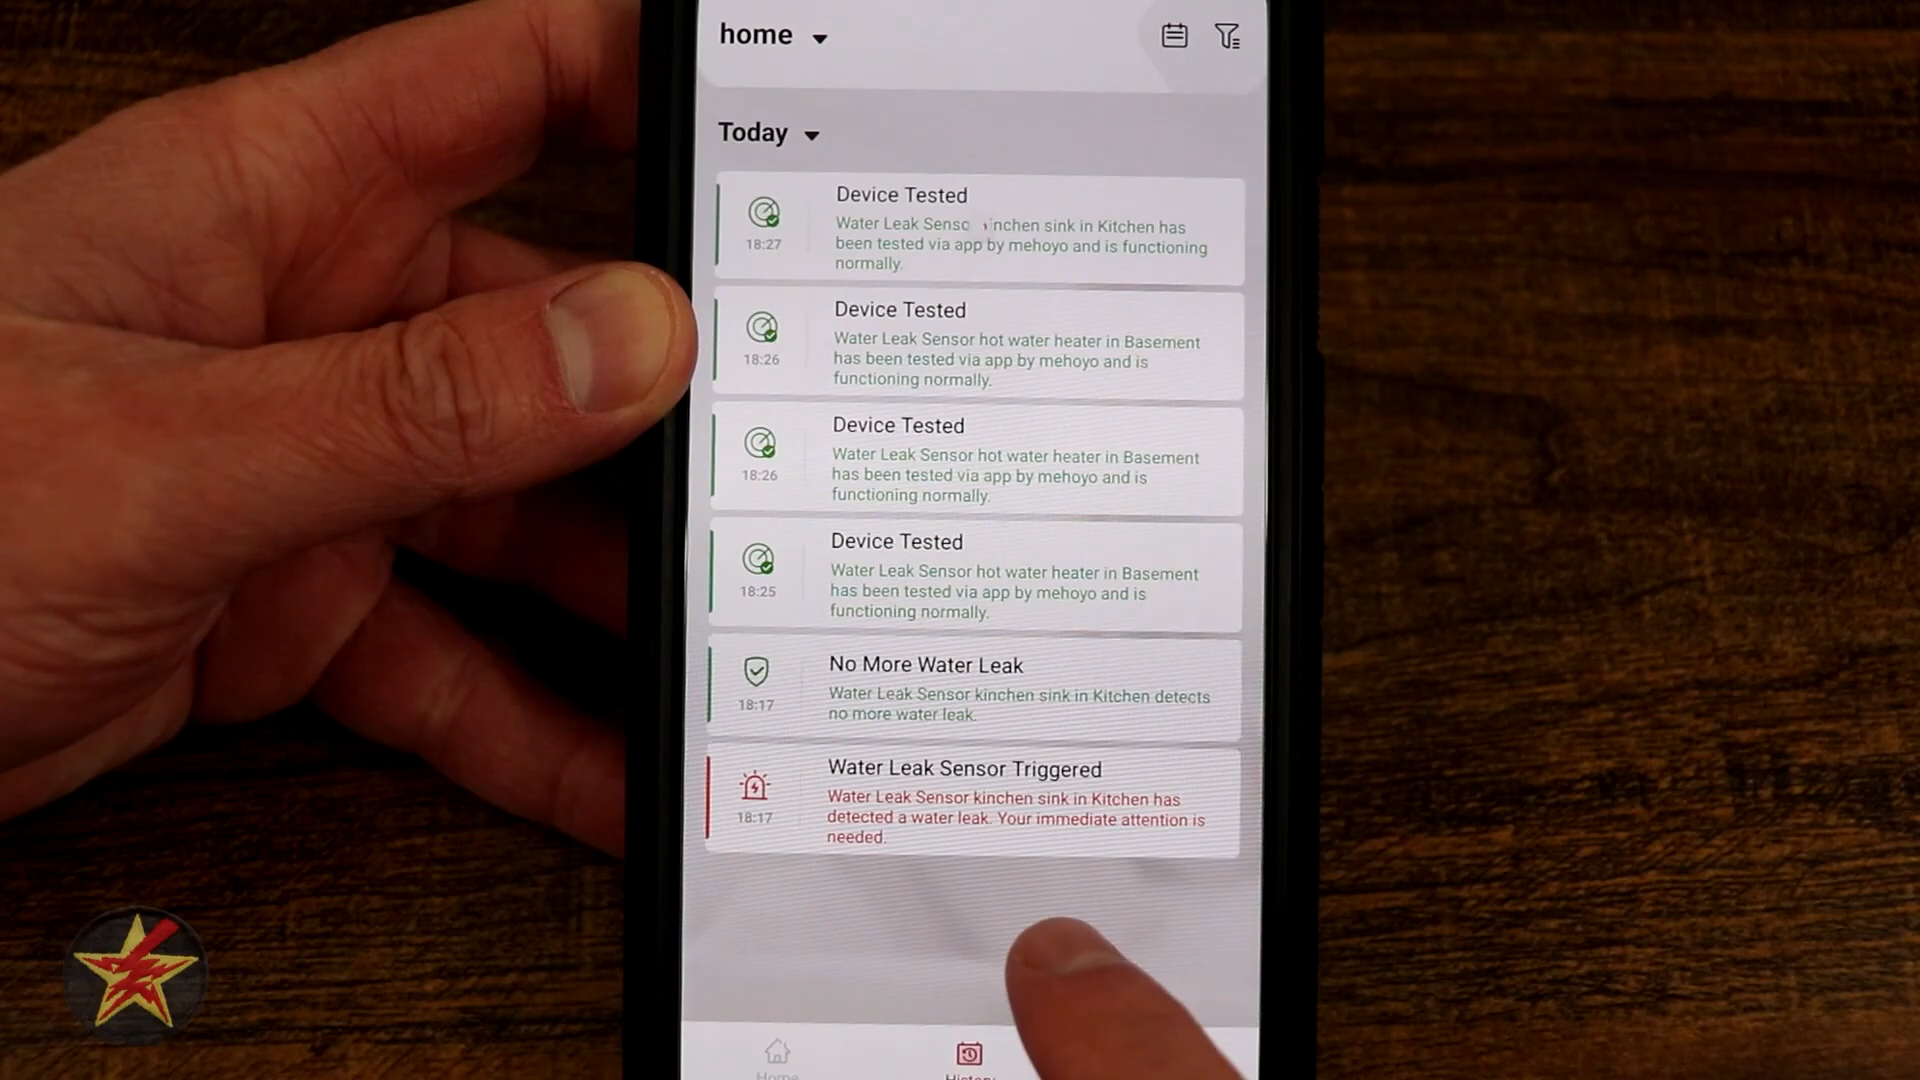 home
Today
Device Tested
Water Leak Senso inchen sink in Kitchen has
been tested via app by mehoyo and is functioning
normally.
18:27
Device Tested
Water Leak Sensor hot water heater in Basement
has been tested via app by mehoyo and is
functioning normally.
18:26
Device Tested
Water Leak Sensor hot water heater in Basement
has been tested via app by mehoyo and is
functioning normally.
18:26
Device Tested
Water Leak Sensor hot water heater in Basement
has been tested via app by mehoyo and is
functioning normally.
18:25
No More Water Leak
Water Leak Sensor kinchen sink in Kitchen detects
no more water leak.
18:17
Water Leak Sensor Triggered
Water Leak Sensor kinchen sink in Kitchen has
detected a water leak. Your immediate attention is
needed.
18:17
Home
History